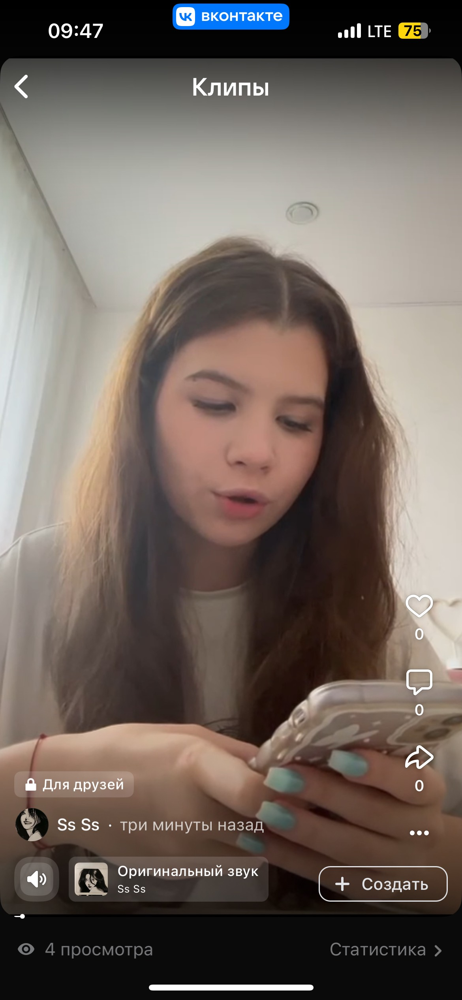 вконтакте
09:47
LTE 75
Клипы
0
0
0
Для друзей
Ss Ss · три минуты назад
Оригинальный звук
Ss Ss
+ Создать
4 просмотра
Статистика